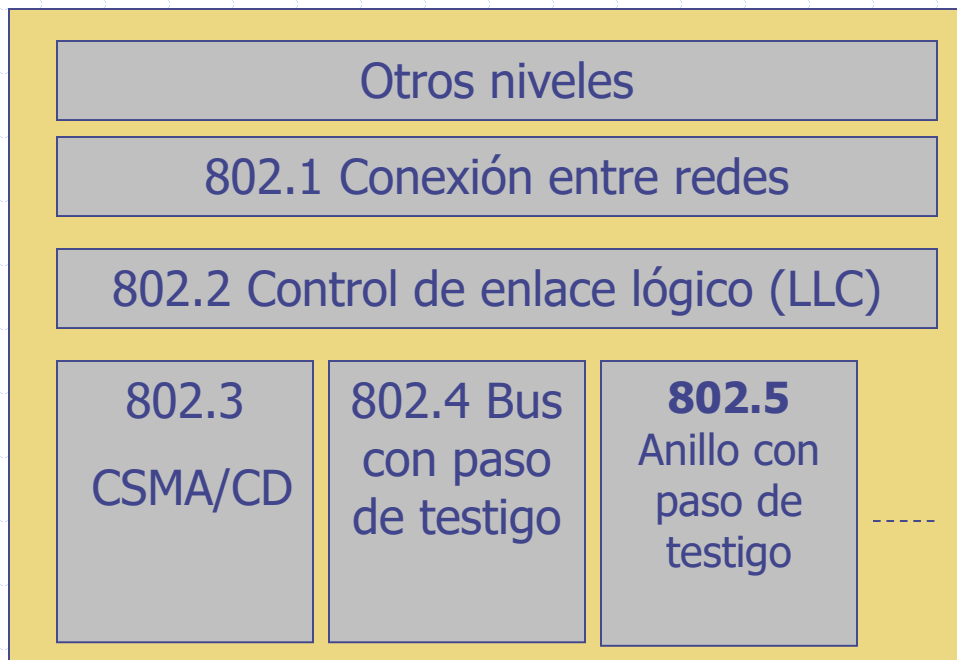 Otros niveles
802.1 Conexión entre redes
802.2 Control de enlace lógico (LLC)
802.3
CSMA/CD
802.4 Bus
con paso
de testigo
802.5
Anillo con
paso de
testigo